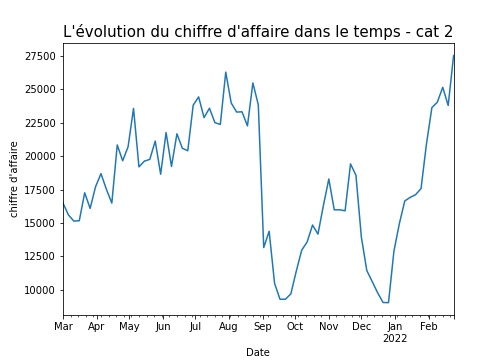 L'évolution du chiffre d'affaire dans le temps - cat 2
27500
25000
22500
20000
17500
15000
12500
10000
chiffre d'affaire
Mar Apr May Jun Jul Aug Sep Oct Nov Dec Jan Feb
2022
Date